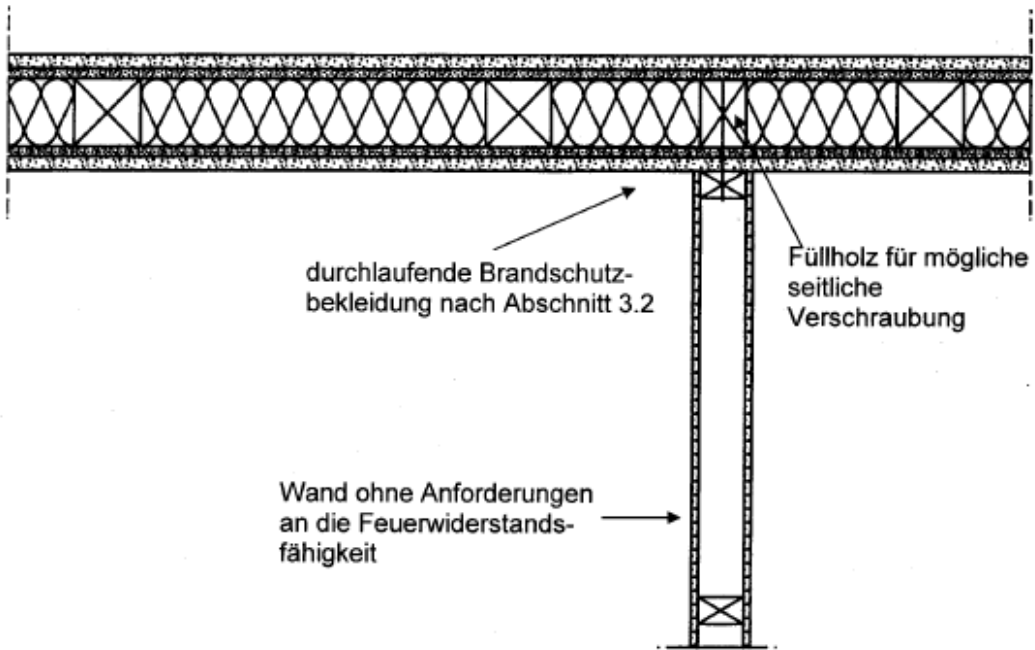 durchlaufende Brandschutz-
bekleidung nach Abschnitt 3.2
Füllholz für mögliche
seitliche
Verschraubung
Wand ohne Anforderungen
an die Feuerwiderstands-
fähigkeit